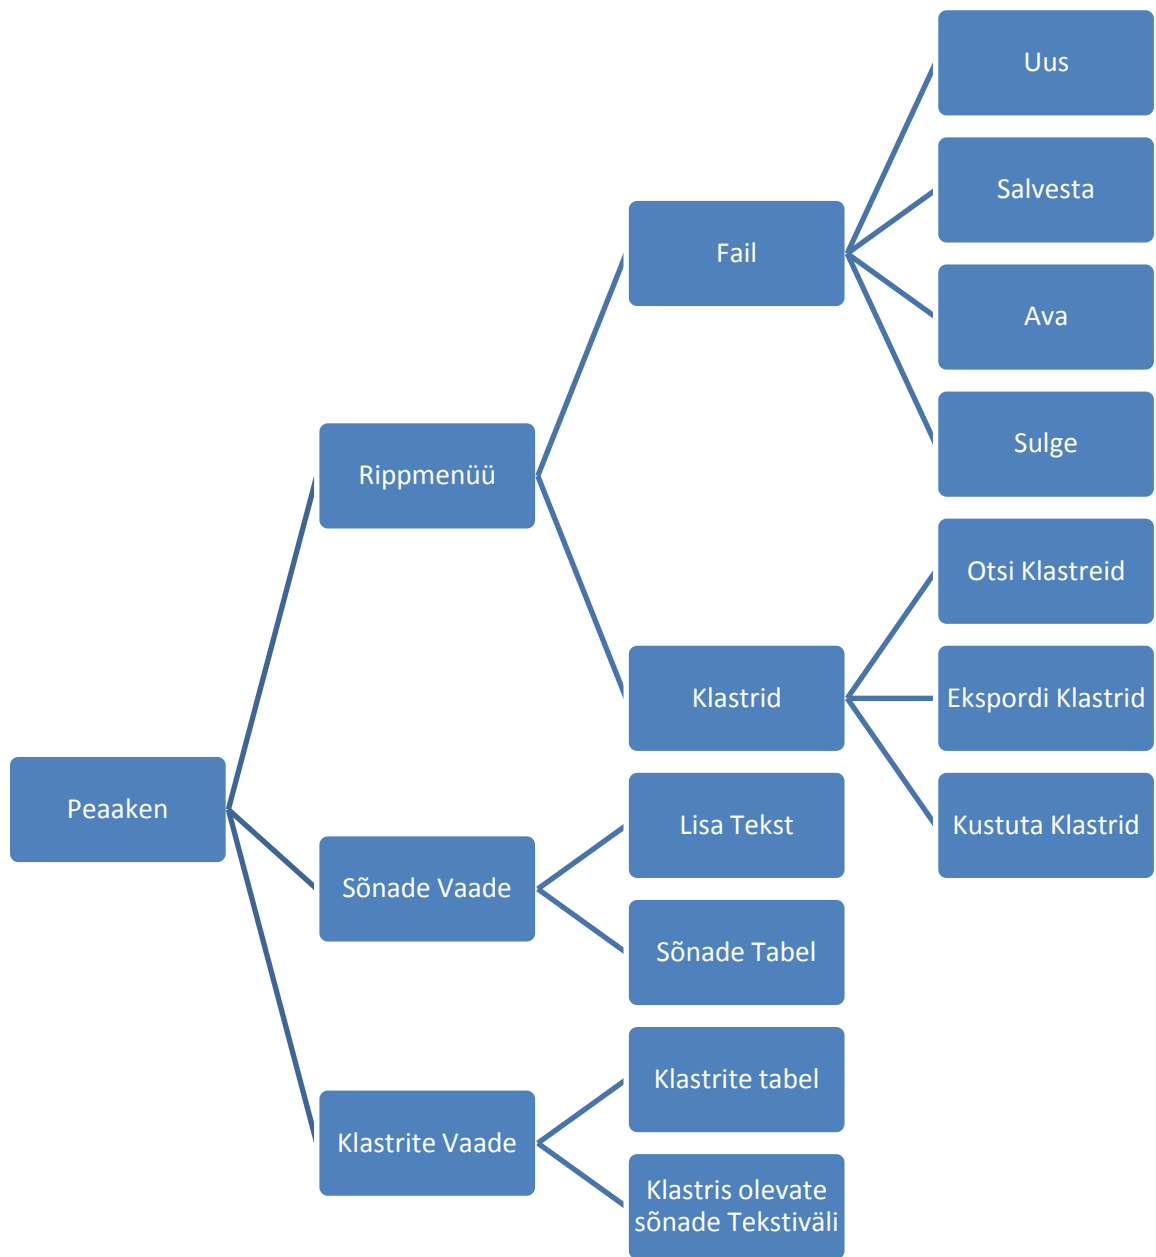 Uus
Salvesta
Fail
Ava
Sulge
Rippmenüü
Otsi Klastreid
Klastrid
Ekspordi Klastrid
Peaaken
Lisa Tekst
Kustuta Klastrid
Sõnade Vaade
Sõnade Tabel
Klastrite tabel
Klastrite Vaade
Klastris olevate
sõnade Tekstiväli